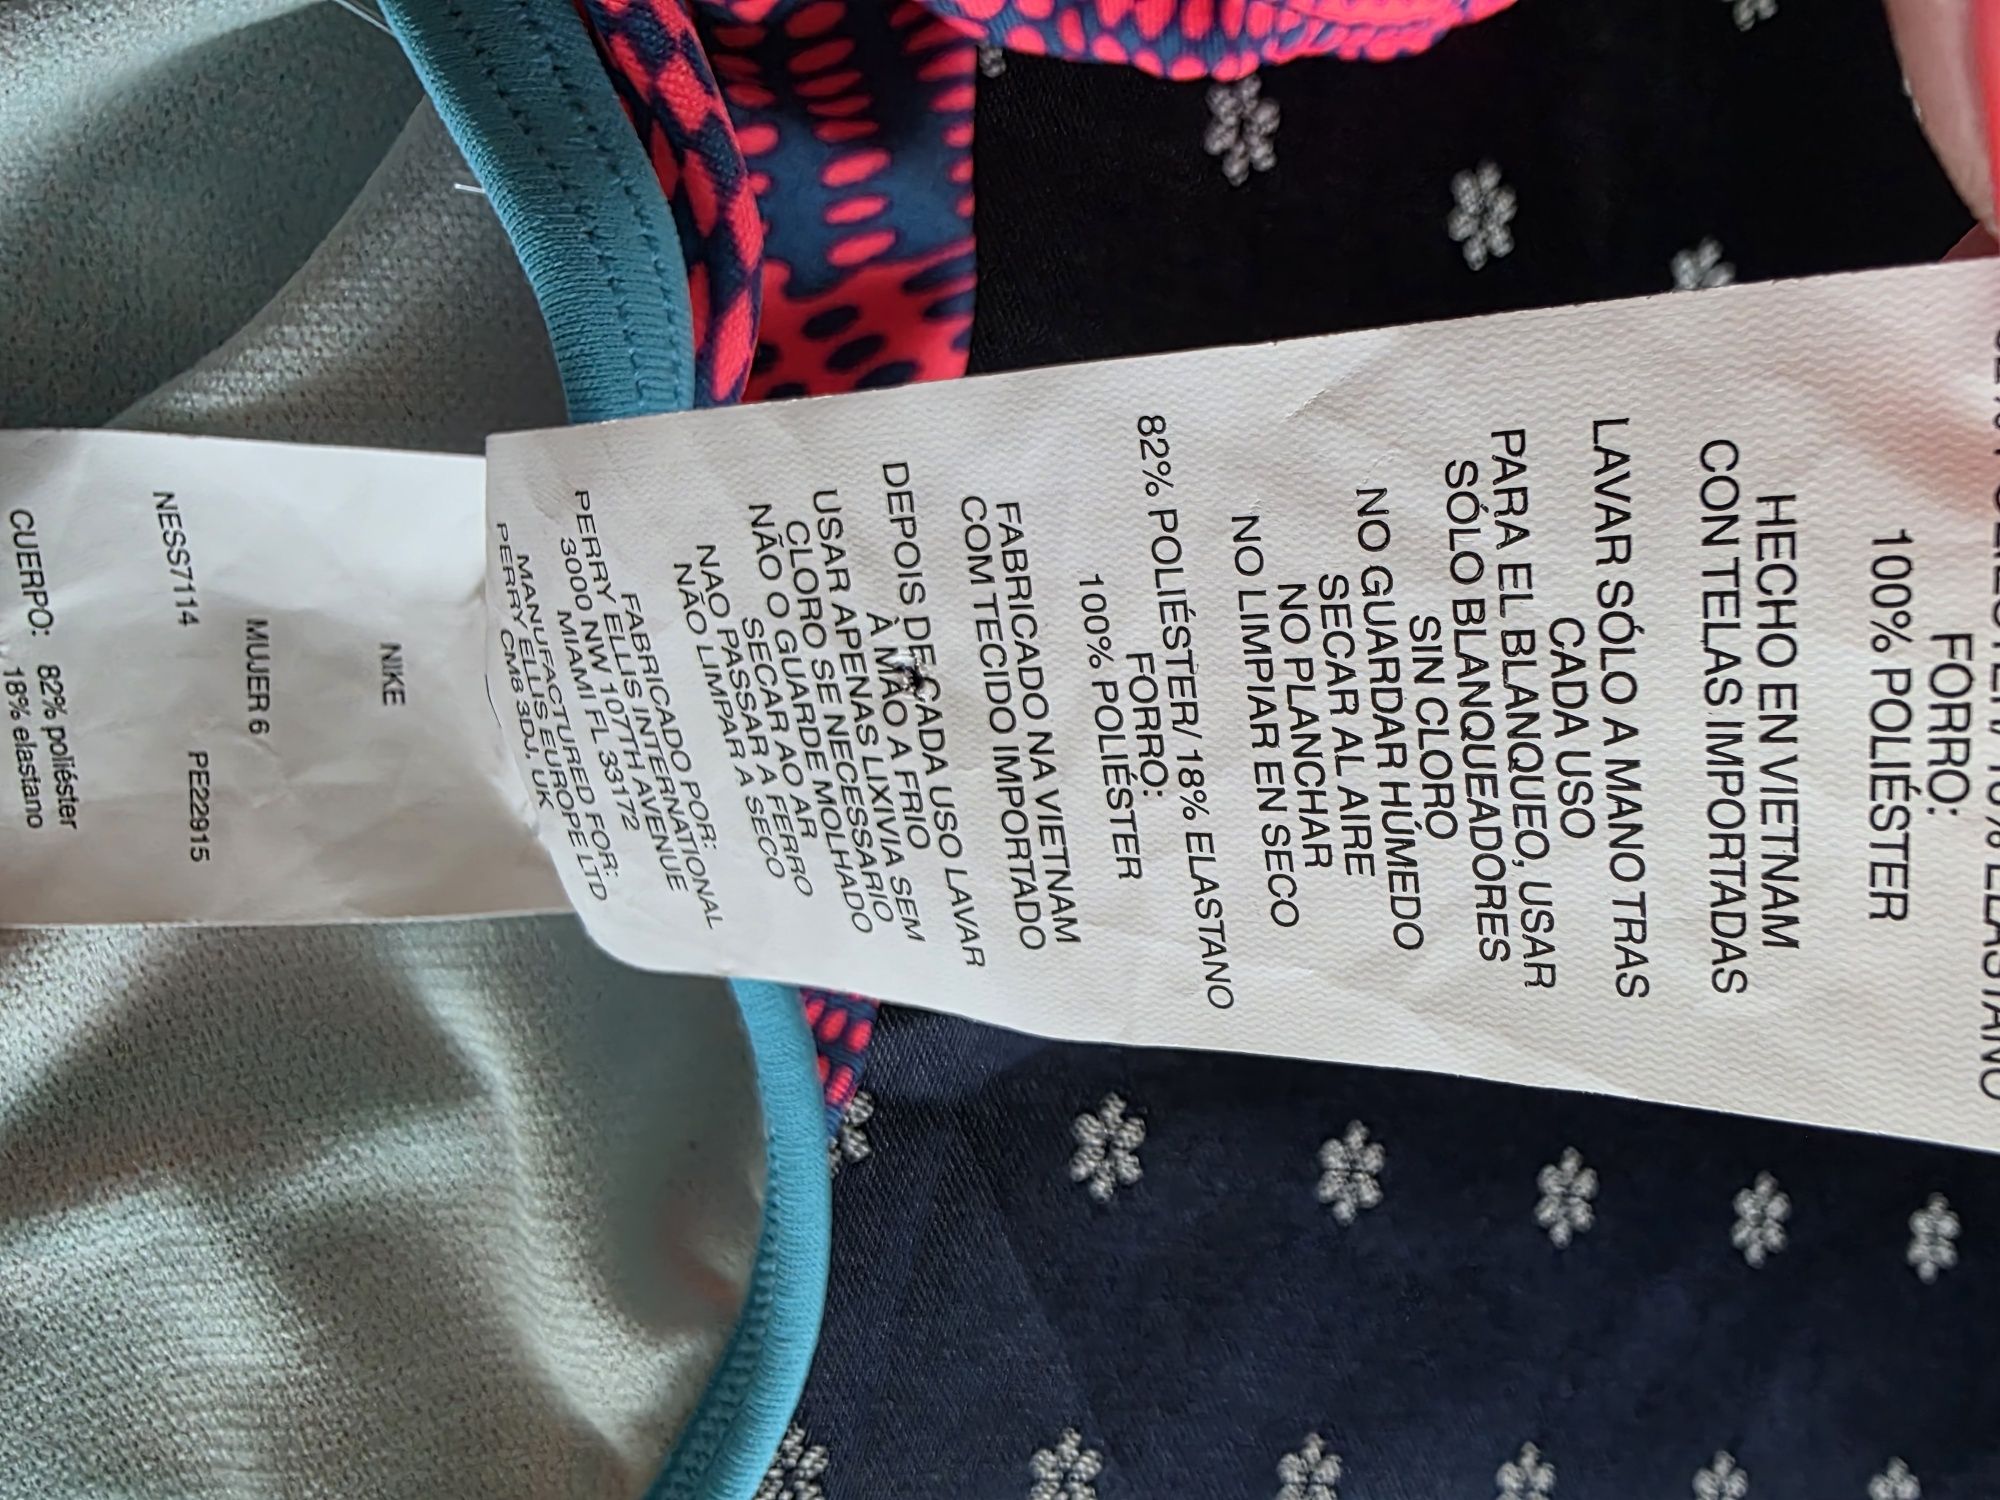 FORRO:
100% POLIÉSTER
HECHO EN VIETNAM
CON TELAS IMPORTADAS
LAVAR SÓLO A MANO TRAS
CADA USO
PARA EL BLANQUEO, USAR
SÓLO BLANQUEADORES
SIN CLORO
NO GUARDAR HÚMEDO
SECAR AL AIRE
NO PLANCHAR
NO LIMPIAR EN SECO
82% POLIÉSTER/ 18% ELASTANO
FORRO:
100% POLIÉSTER
FABRICADO NA VIETNAM
COM TECIDO IMPORTADO
DEPOIS DE CADA USO LAVAR
À MÃO A FRIO
USAR APENAS LIXIVIA SEM
CLORO SE NECESSÁRIO
NÃO O GUARDE MOLHADO
SECAR AO AR
NAO PASSAR A FERRO
NÃO LIMPAR A SECO
FABRICADO POR:
PERRY ELLIS INTERNATIONAL
3000 NW 107TH AVENUE
MIAMI FL 33172
MANUFACTURED FOR:
PERRY ELLIS EUROPE LTD
CM8 3DJ, UK
NIKE
MUJER 6
NESS7114 PE222915
CUERPO: 82% poliéster
18% elastano